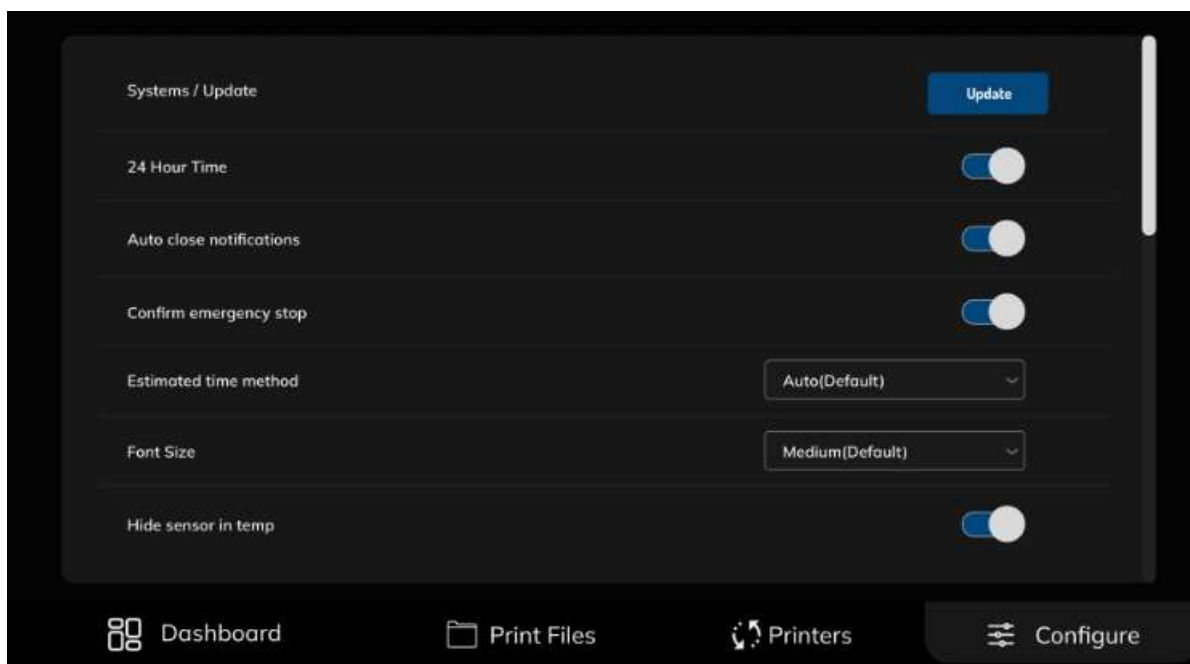 Systems / Update
Update
24 Hour Time
Auto close notifications
Confirm emergency stop
Estimated time method
Auto(Default)
Font Size
Medium(Default)
Hide sensor in temp
Dashboard
Print Files
Printers
Configure